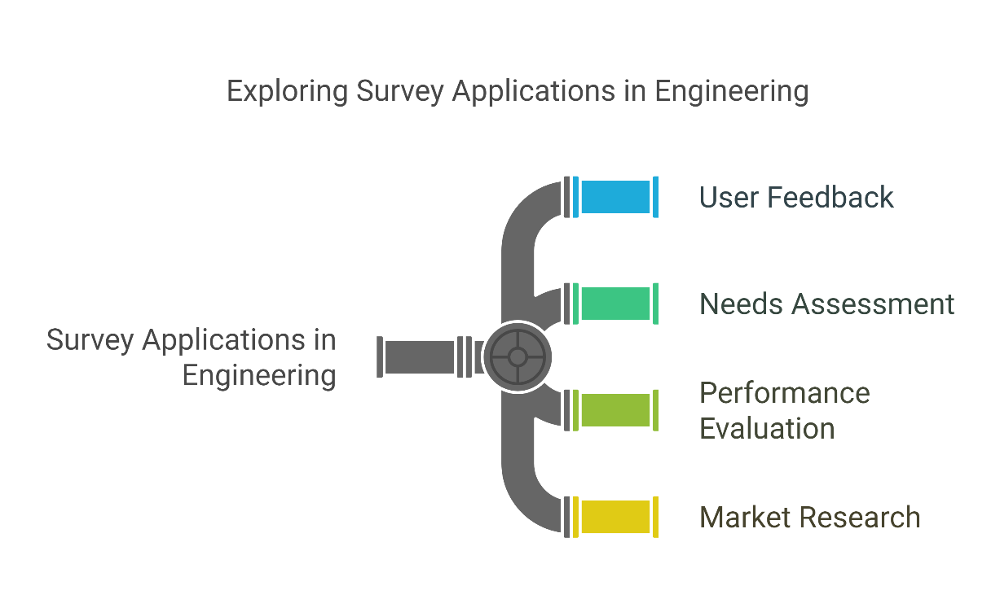 Exploring Survey Applications in Engineering
User Feedback
Needs Assessment
Survey Applications in
Engineering
Performance
Evaluation
Market Research